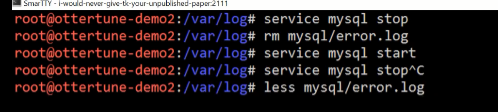 SmarTTY - i-would-never-give-tk-your-unpublished-paper:2111
root@ottertune-demo2:/var/log# service mysql stop
root@ottertune-demo2:/var/log# rm mysql/error.log
root@ottertune-demo2:/var/log# service mysql start
root@ottertune-demo2:/var/log# service mysql stop^C
root@ottertune-demo2:/var/log# less mysql/error.log